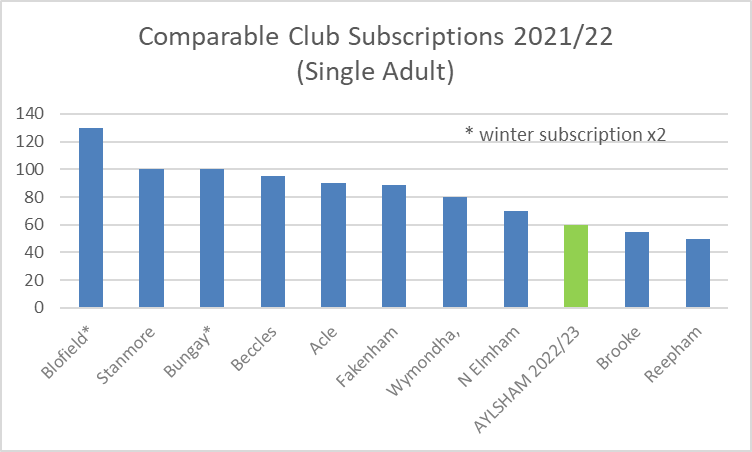 Comparable Club Subscriptions 2021/22
(Single Adult)
* winter subscription x2
140
120
100
80
60
40
20
0
Blofield*
Stanmore
Bungay*
Beccles
Acle
Fakenham
Wymondha,
N Elmham
AYLSHAM 2022/23
Brooke
Reepham